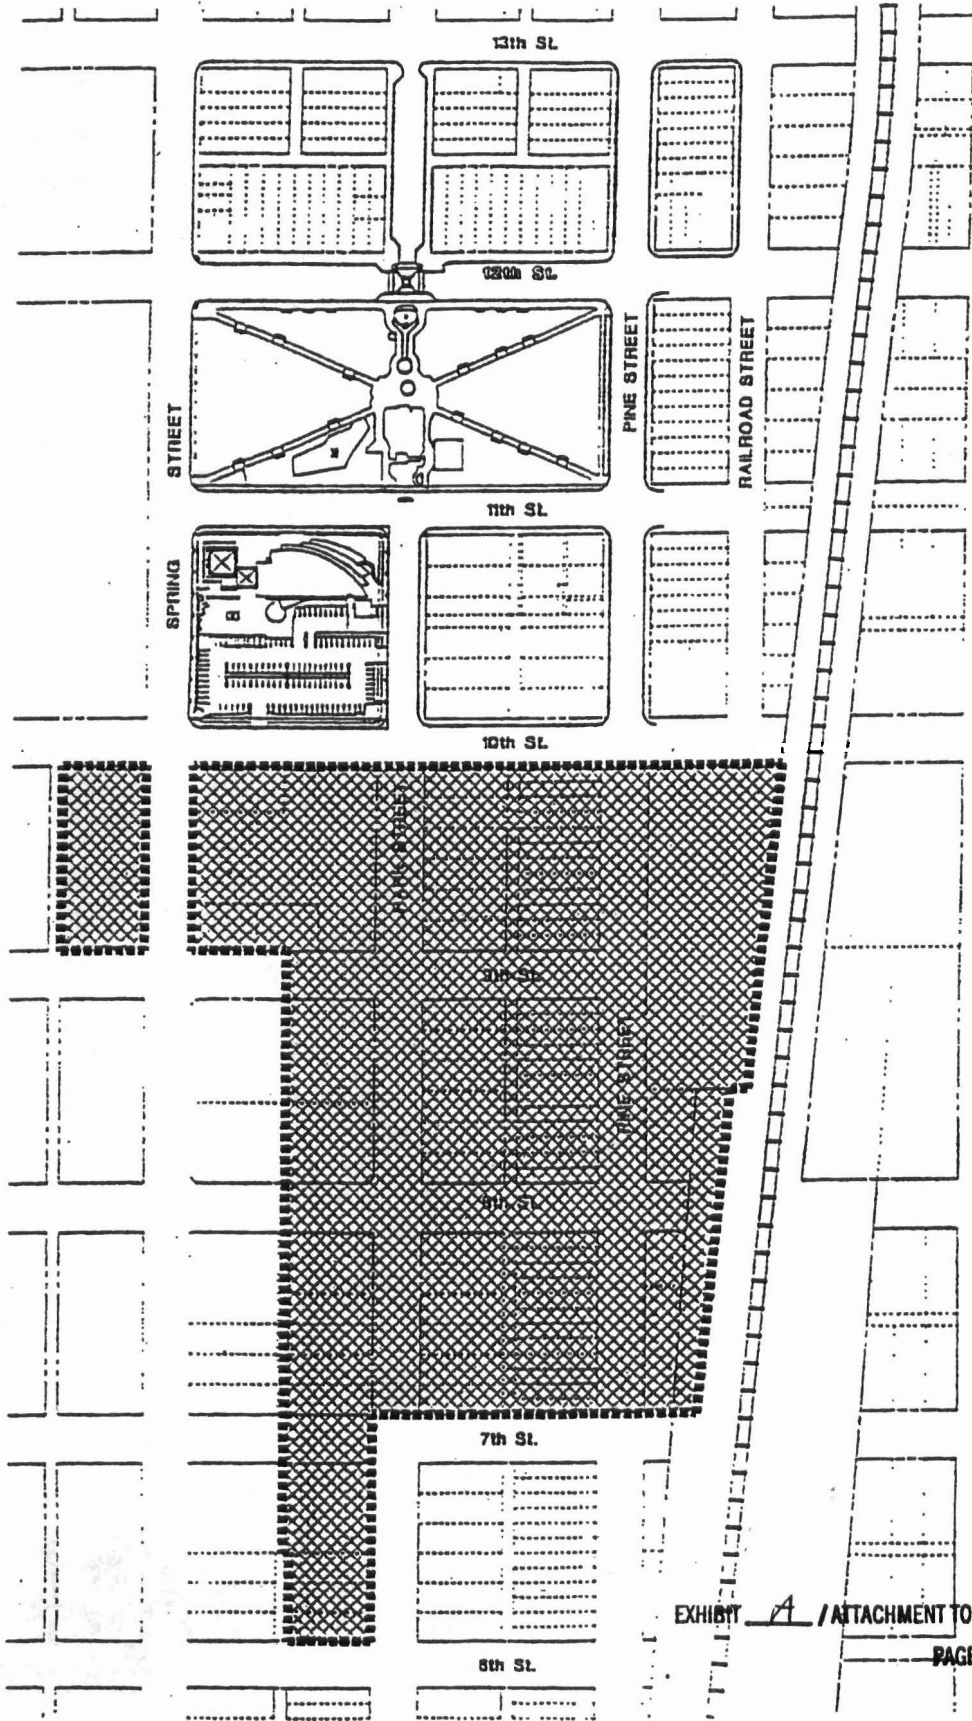 13th St.
12th St.
PINE STREET
RAILROAD STREET
STREET
11th St.
SPRING
10th St.
STREET
9th St.
PINE STREET
8th St.
7th St.
EXHIBIT A / ATTACHMENT TO
PAGE
6th St.